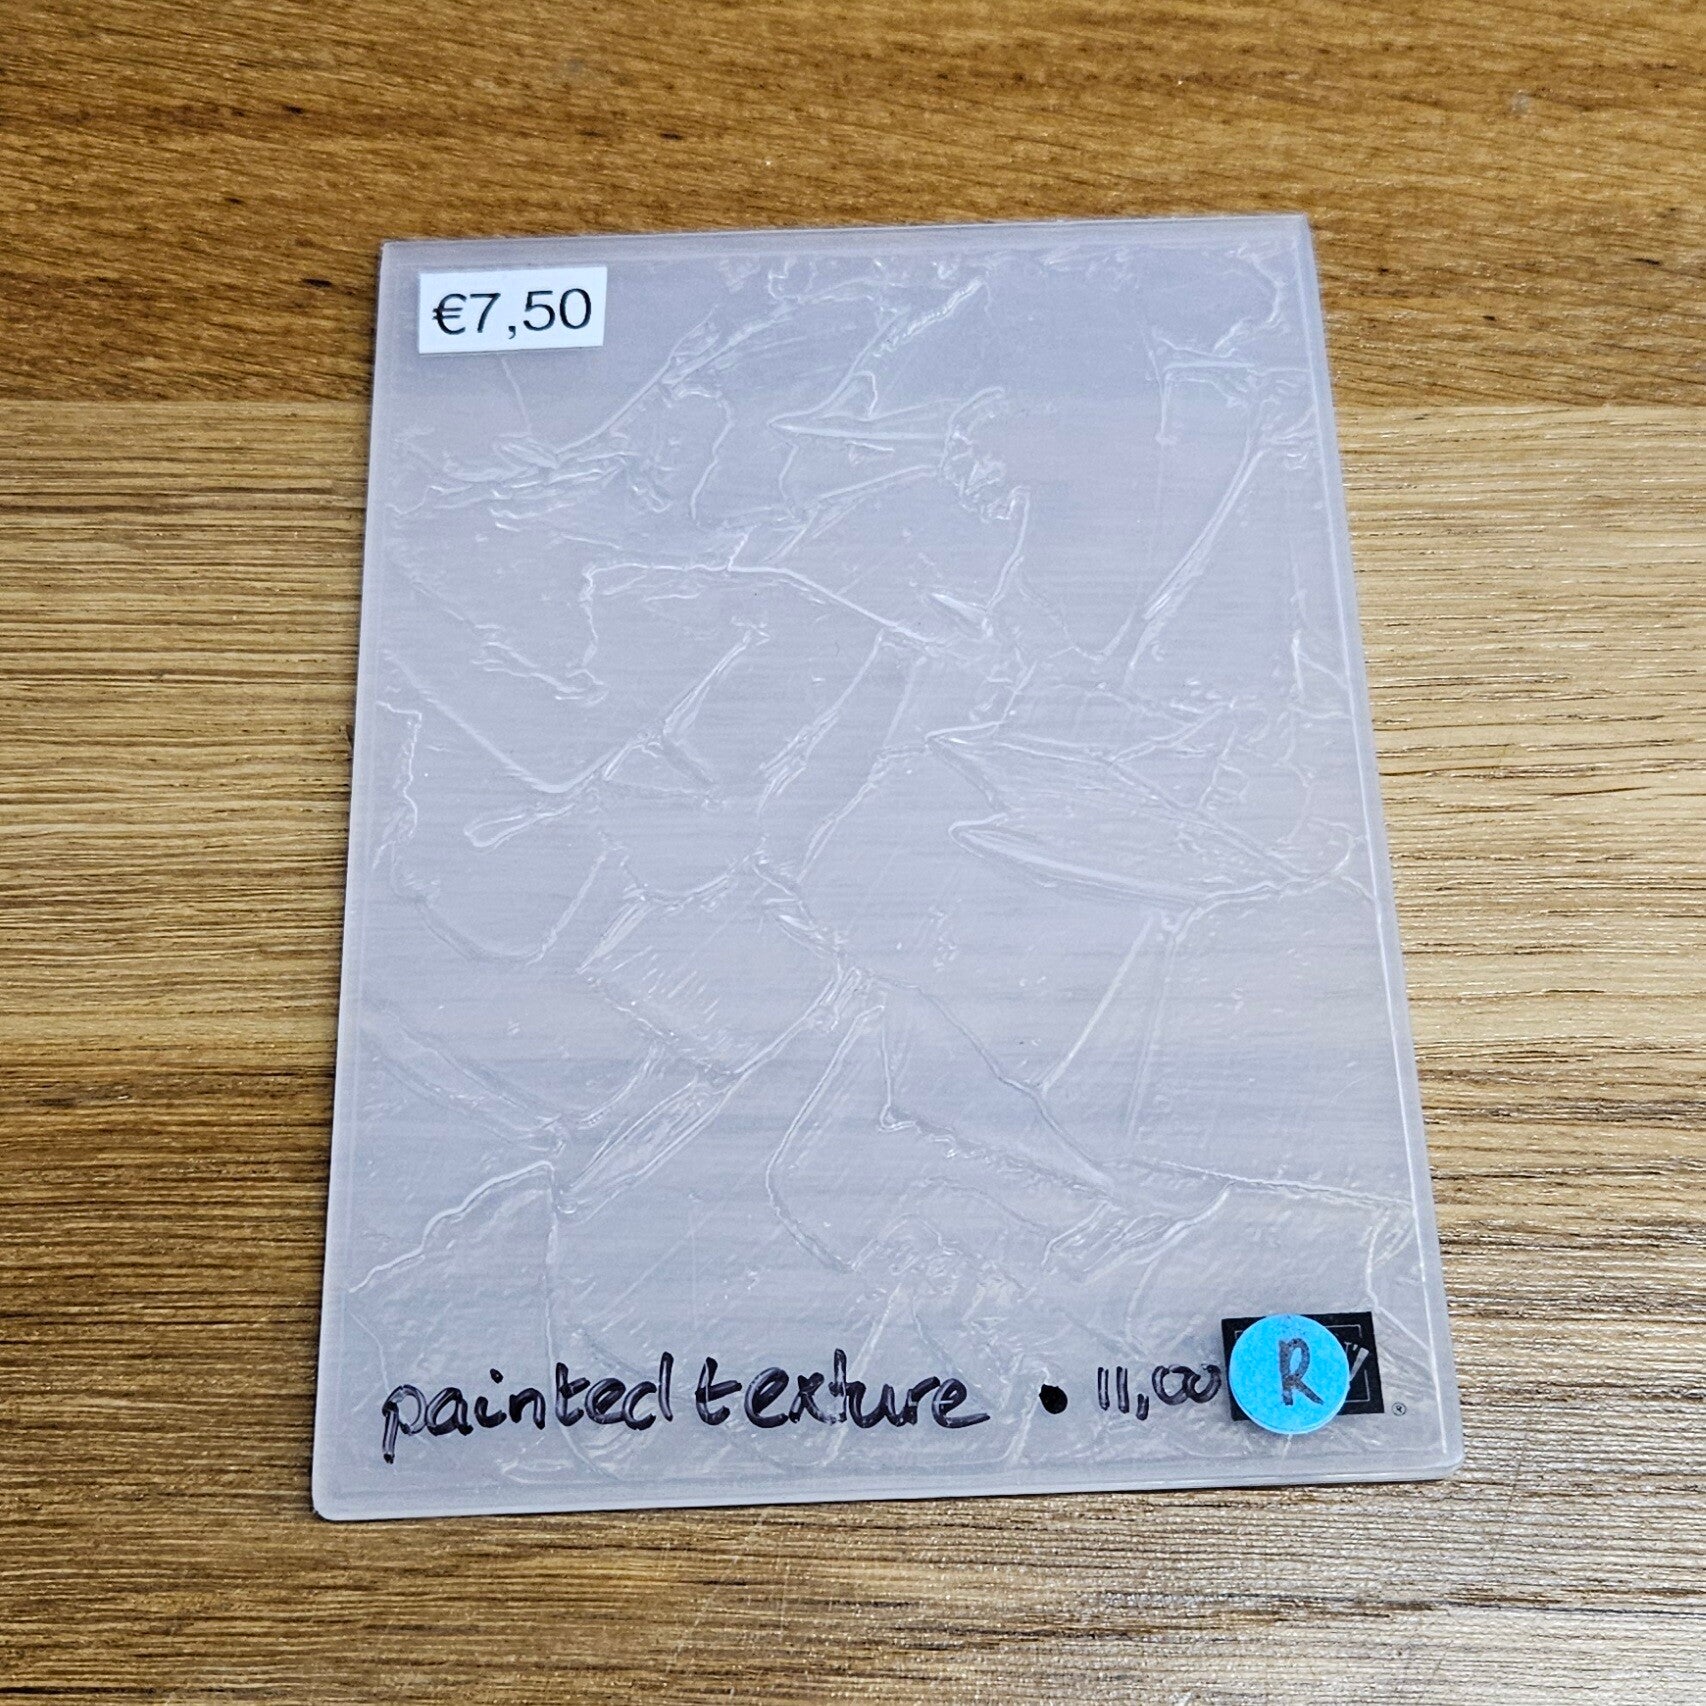 €7,50
painted texture • 11,00 R
®